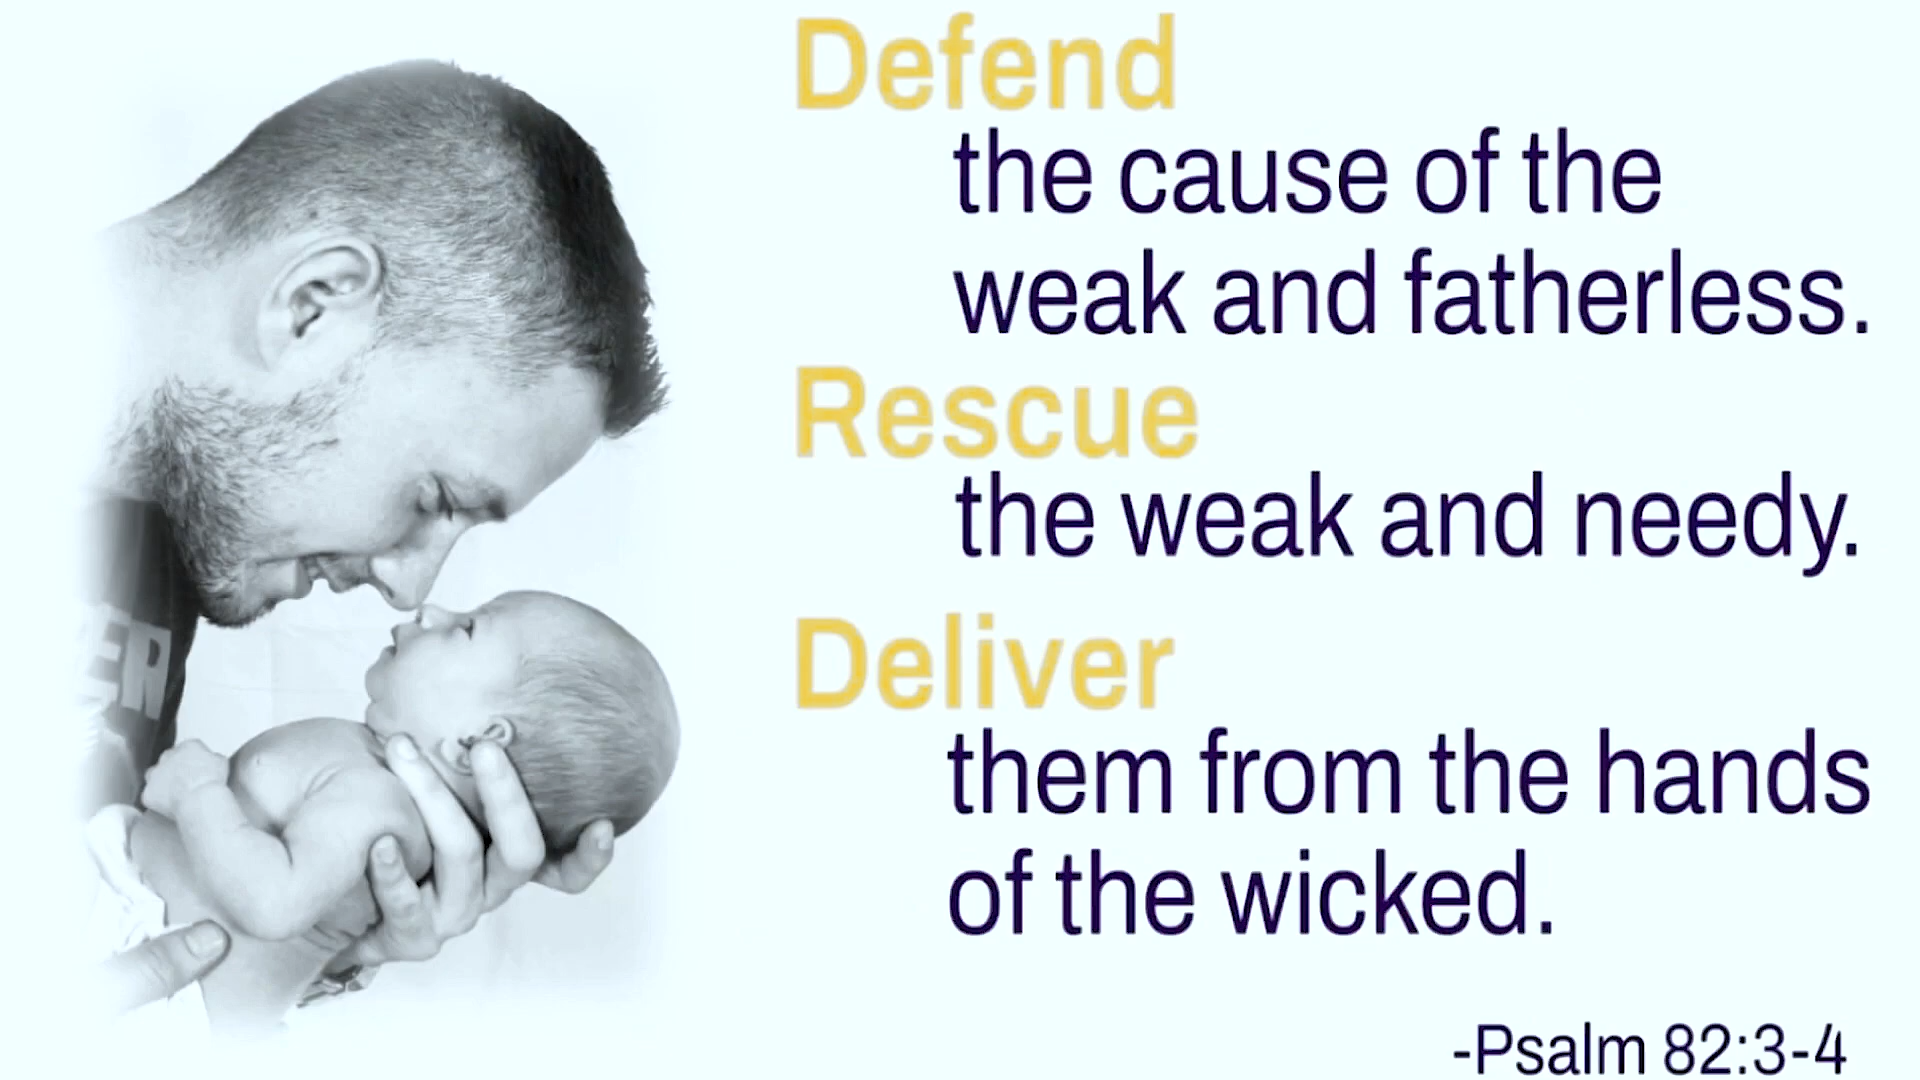 Defend
the cause of the
weak and fatherless.
Rescue
the weak and needy.
Deliver
them from the hands
of the wicked.
-Psalm 82:3-4
ER